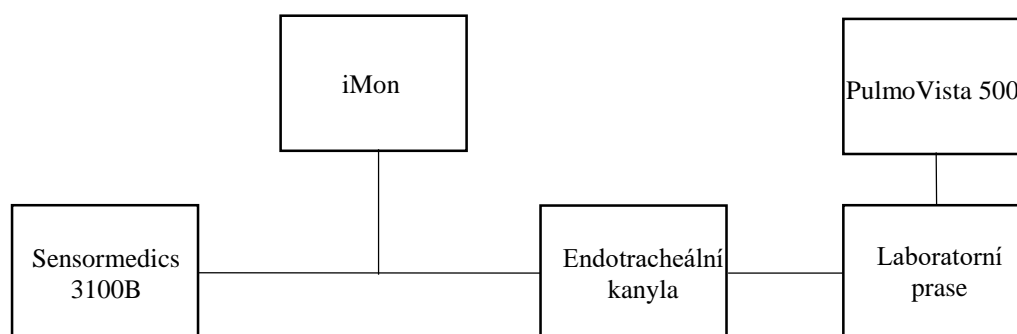 iMon
PulmoVista 500
Sensormedics
3100B
Endotracheální
kanyla
Laboratorní
prase